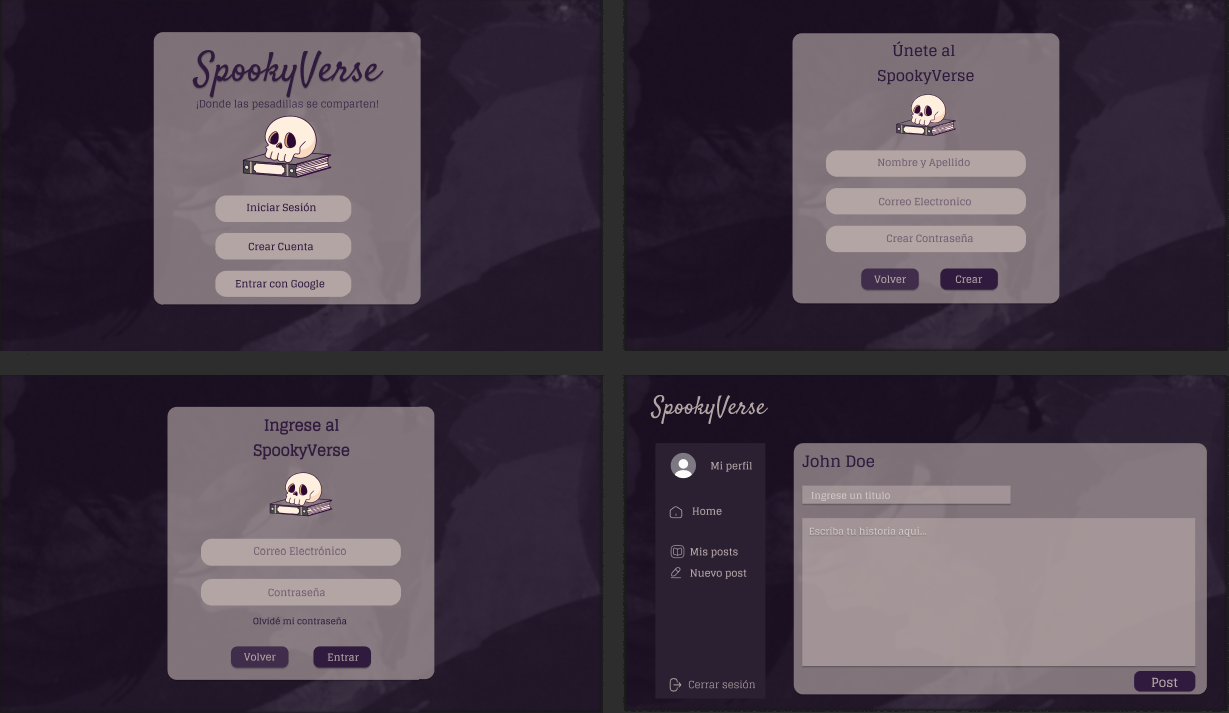 SpookyVerse
¡Donde las pesadillas se comparten!
Iniciar Sesión
Crear Cuenta
Entrar con Google
Únete al
SpookyVerse
Nombre y Apellido
Correo Electronico
Crear Contraseña
Volver
Crear
Ingrese al
SpookyVerse
Correo Electrónico
Contraseña
Olvidé mi contraseña
Volver
Entrar
SpookyVerse
Mi perfil
Home
Mis posts
Nuevo post
Cerrar sesión
John Doe
Ingrese un titulo
Escriba tu historia aqui...
Post